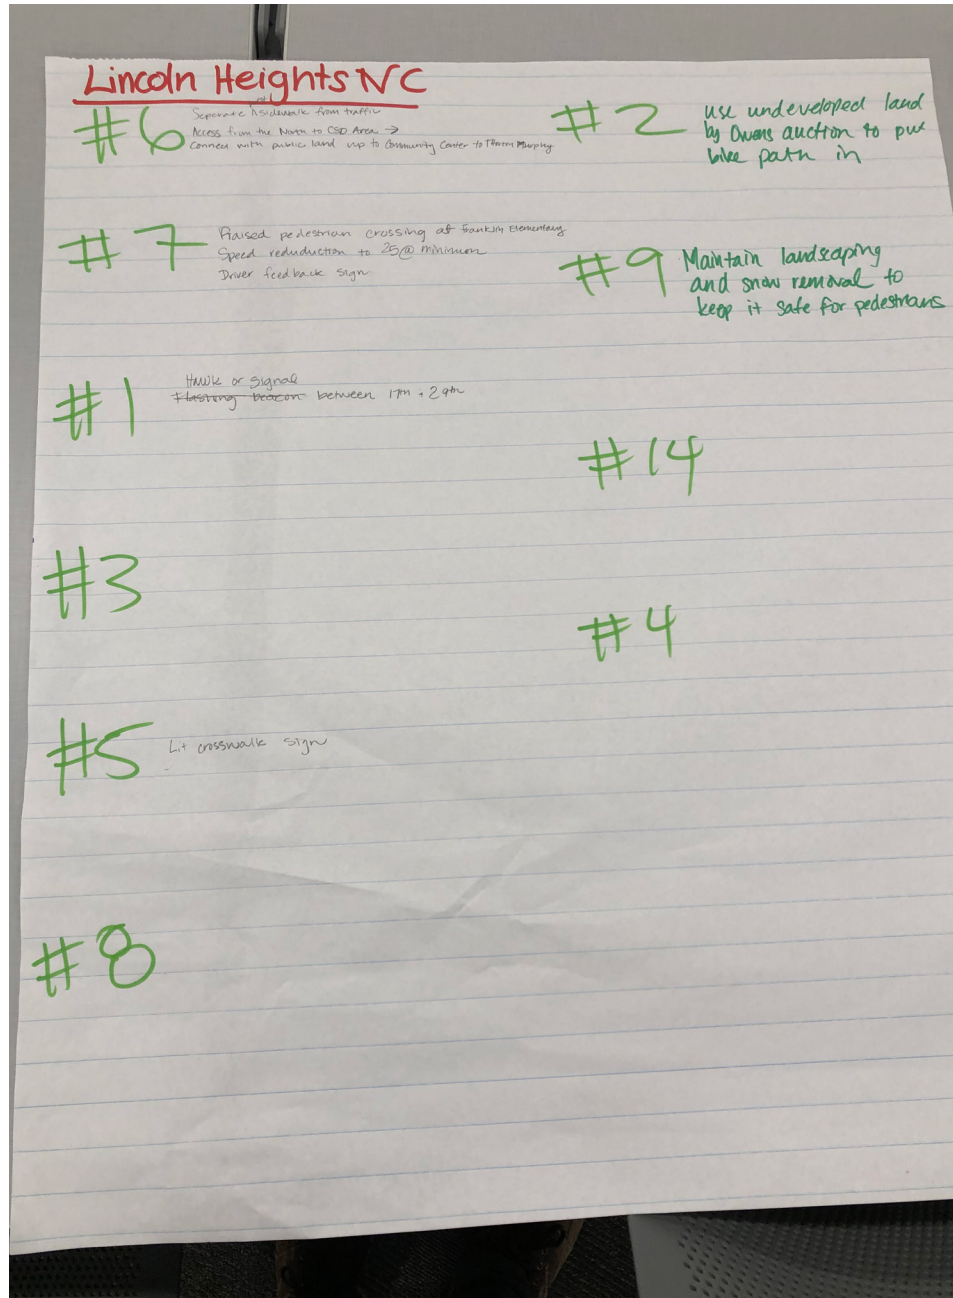 Lincoln Heights NC
#6
Seperate sidewalk from traffic
Access from the North to CSD Area →
Connect with public land up to Community Center to Thornton Murphy
#2
use undeveloped land
by Owens auction to put
bike path in
#7
Raised pedestrian crossing at Franklin Elementary
Speed reduduction to 25@ minimum
Driver feedback sign
#9
Maintain landscaping
and snow removal to
keep it safe for pedestrians
#1
Hawk or signal
Flashing beacon between 17th + 29th
#14
#3
#4
#5
Lit crosswalk sign
#8